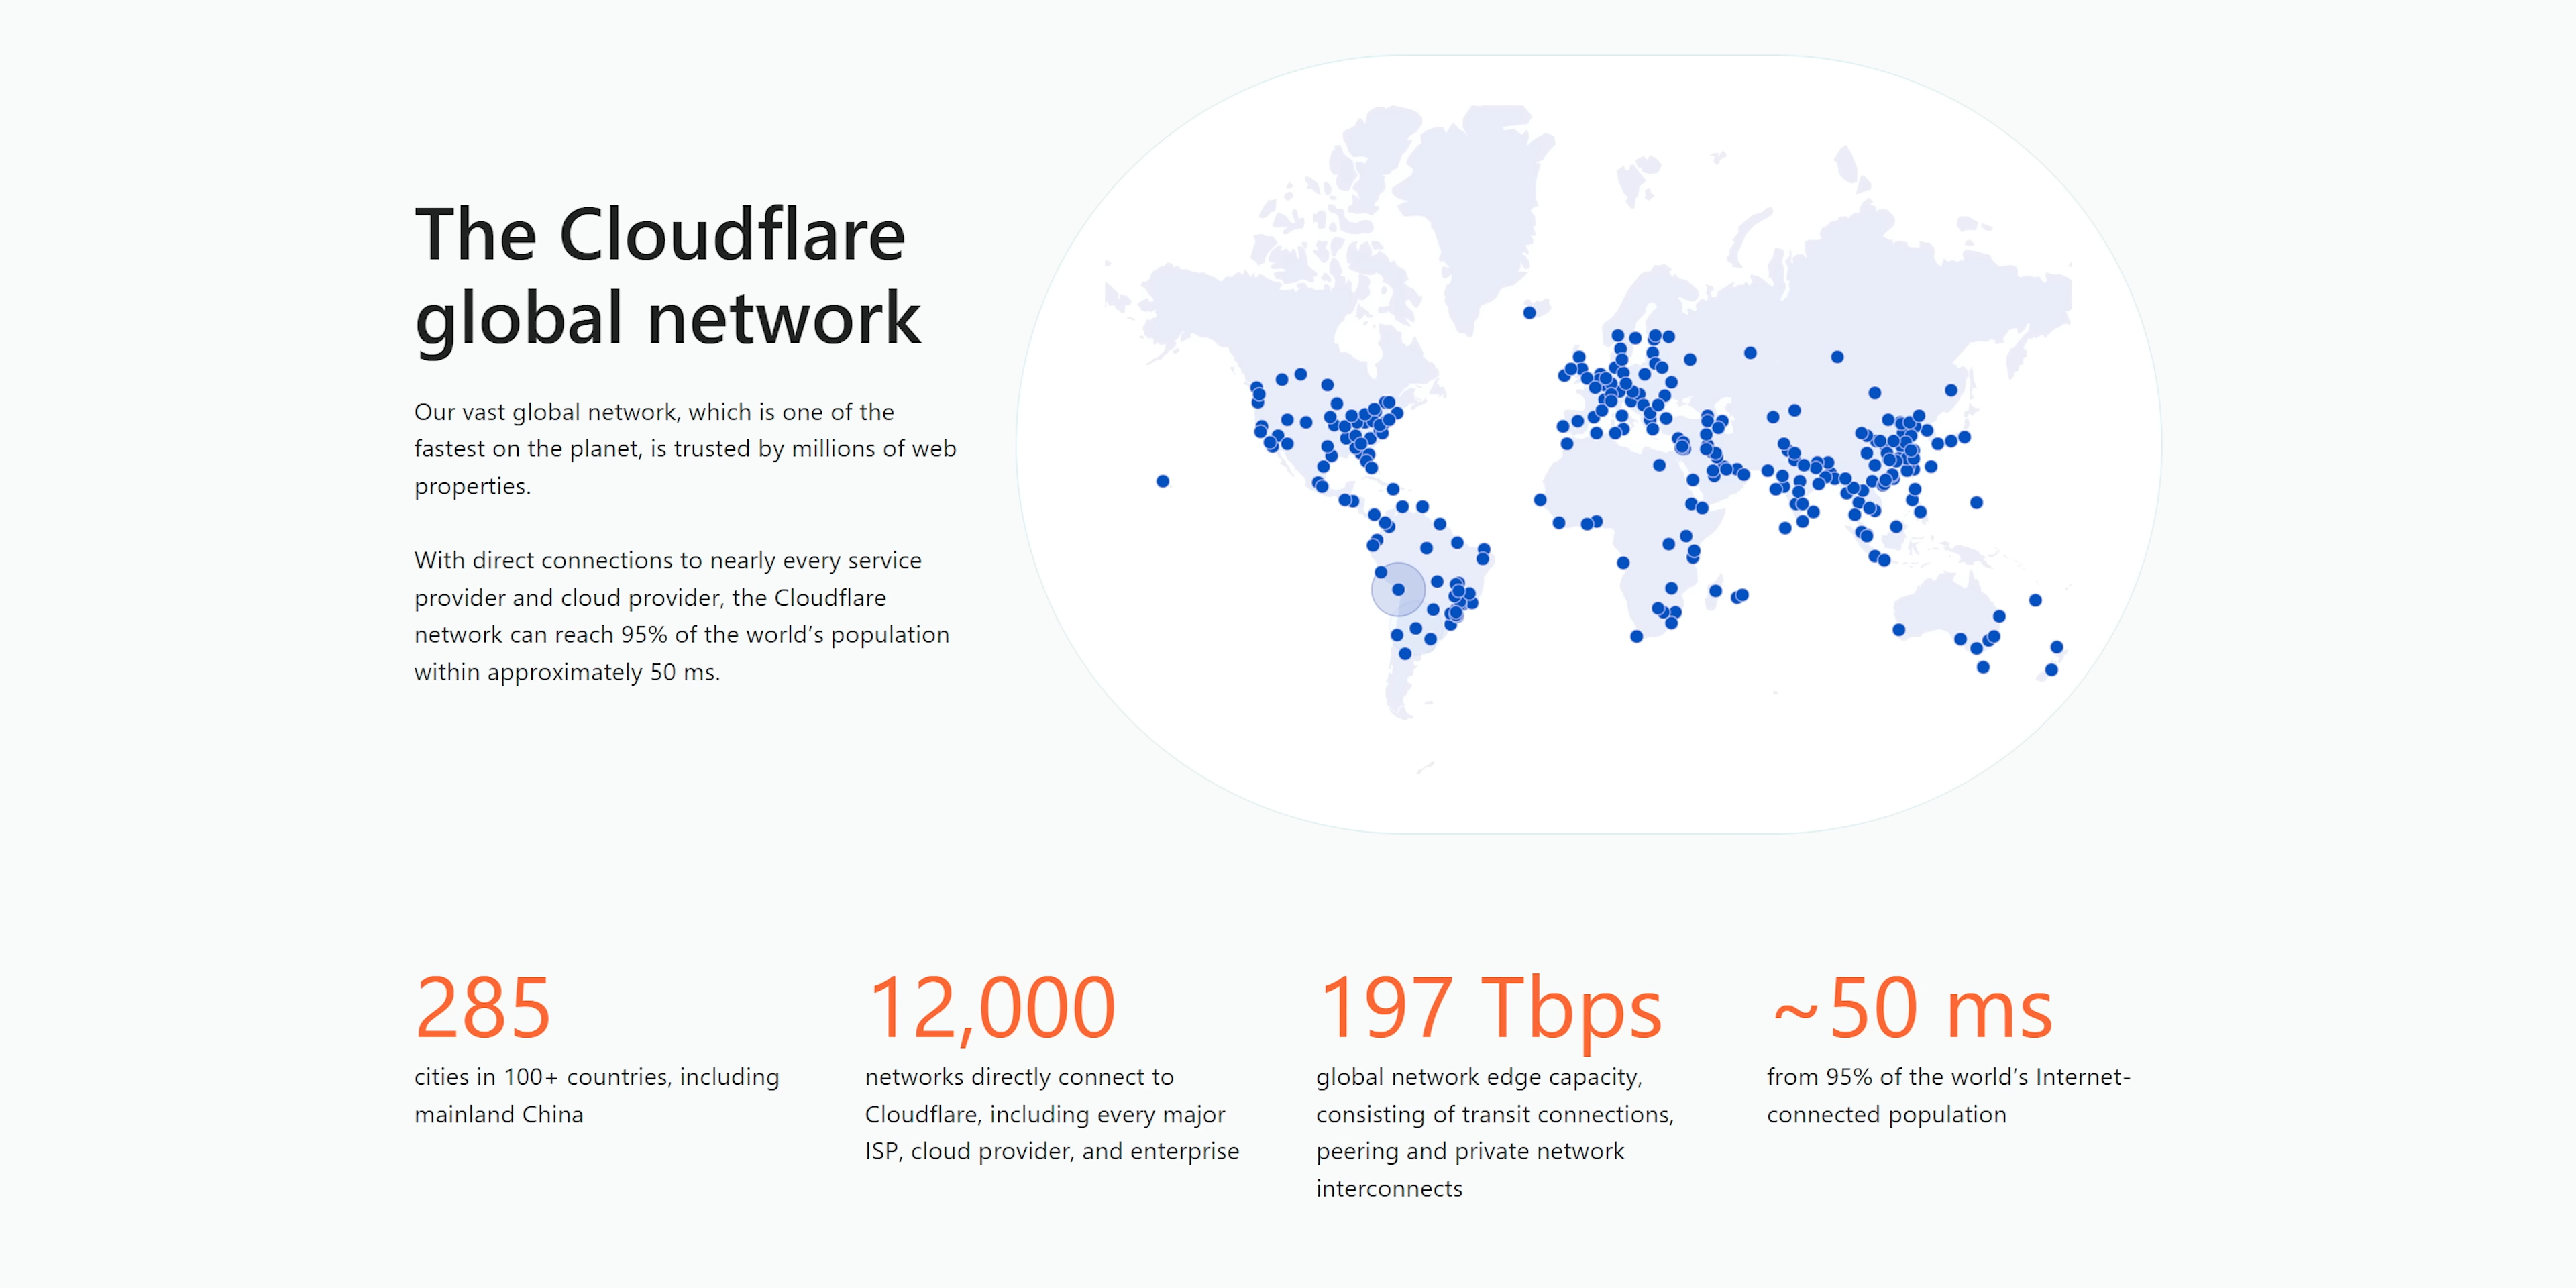 The Cloudflare
global network
Our vast global network, which is one of the
fastest on the planet, is trusted by millions of web
properties.
With direct connections to nearly every service
provider and cloud provider, the Cloudflare
network can reach 95% of the world’s population
within approximately 50 ms.
285
cities in 100+ countries, including
mainland China
12,000
networks directly connect to
Cloudflare, including every major
ISP, cloud provider, and enterprise
197 Tbps
global network edge capacity,
consisting of transit connections,
peering and private network
interconnects
~50 ms
from 95% of the world’s Internet-
connected population